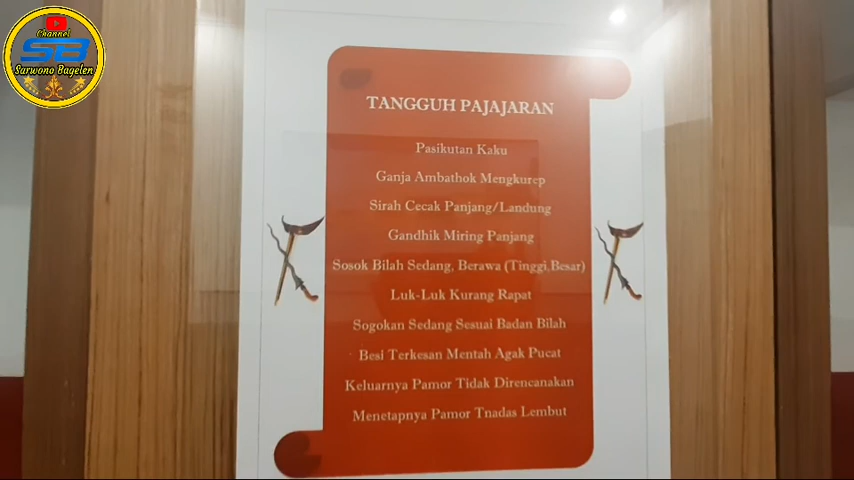 Channel
SB
Sarwono Bagelen
TANGGUH PAJAJARAN
Pasikutan Kaku
Ganja Ambathok Mengkurep
Sirah Cecak Panjang/Landung
Gandhik Miring Panjang
Sosok Bilah Sedang, Berawa (Tinggi,Besar)
Luk-Luk Kurang Rapat
Sogokan Sedang Sesuai Badan Bilah
Besi Terkesan Mentah Agak Pucat
Keluarnya Pamor Tidak Direncanakan
Menetapnya Pamor Tnadas Lembut